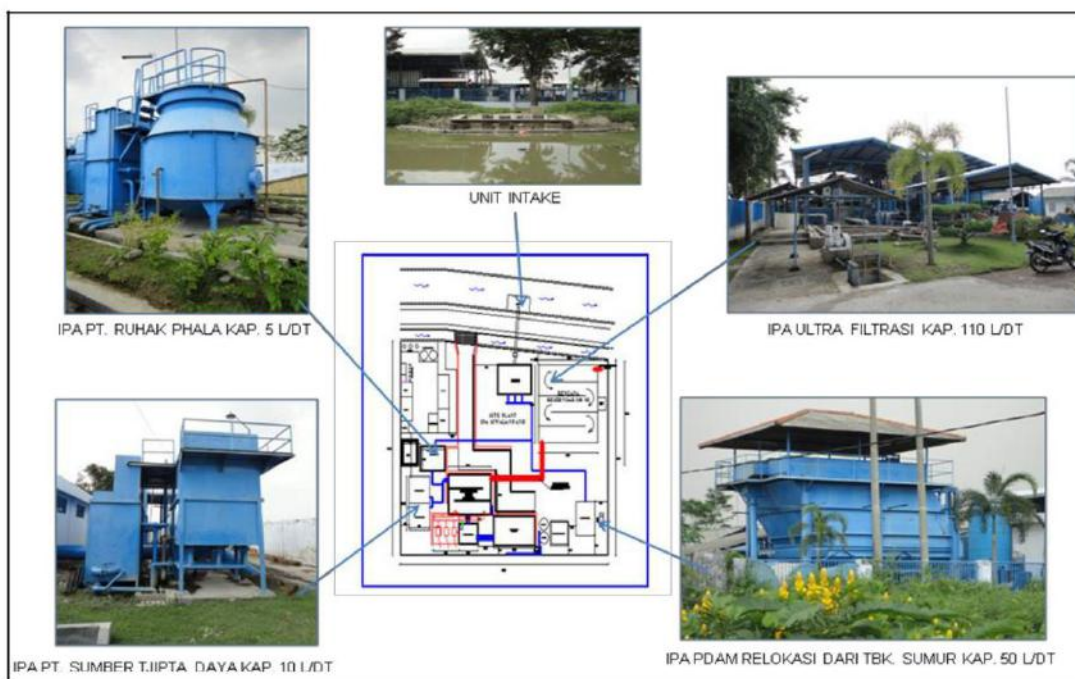 UNIT INTAKE
IPA PT. RUHAK PHALA KAP. 5 L/DT
IPA ULTRA FILTRASI KAP. 110 L/DT
IPA PT. SUMBER TJIPTA DAYA KAP. 10 L/DT
IPA PDAM RELOKASI DARI TBK. SUMUR KAP. 50 L/DT